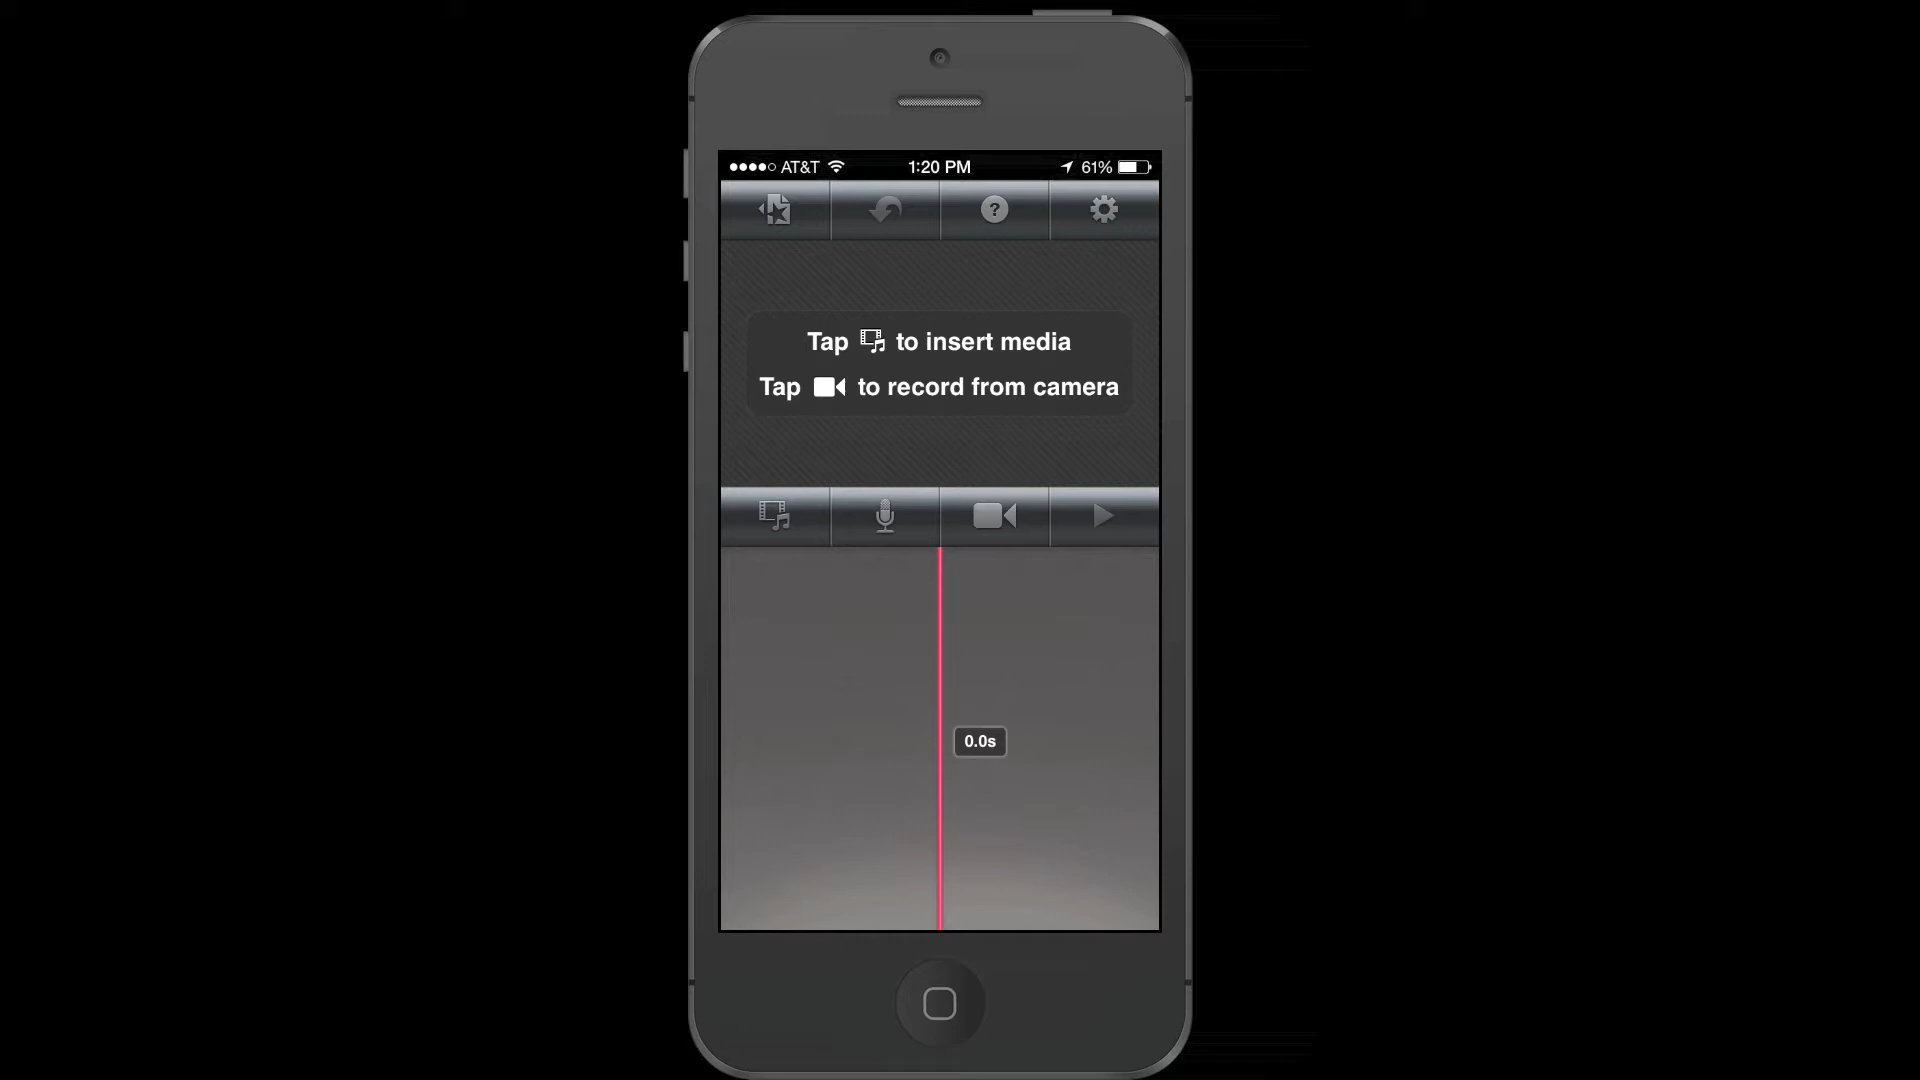 AT&T 1:20 PM 61%
?
Tap to insert media
Tap to record from camera
0.0s